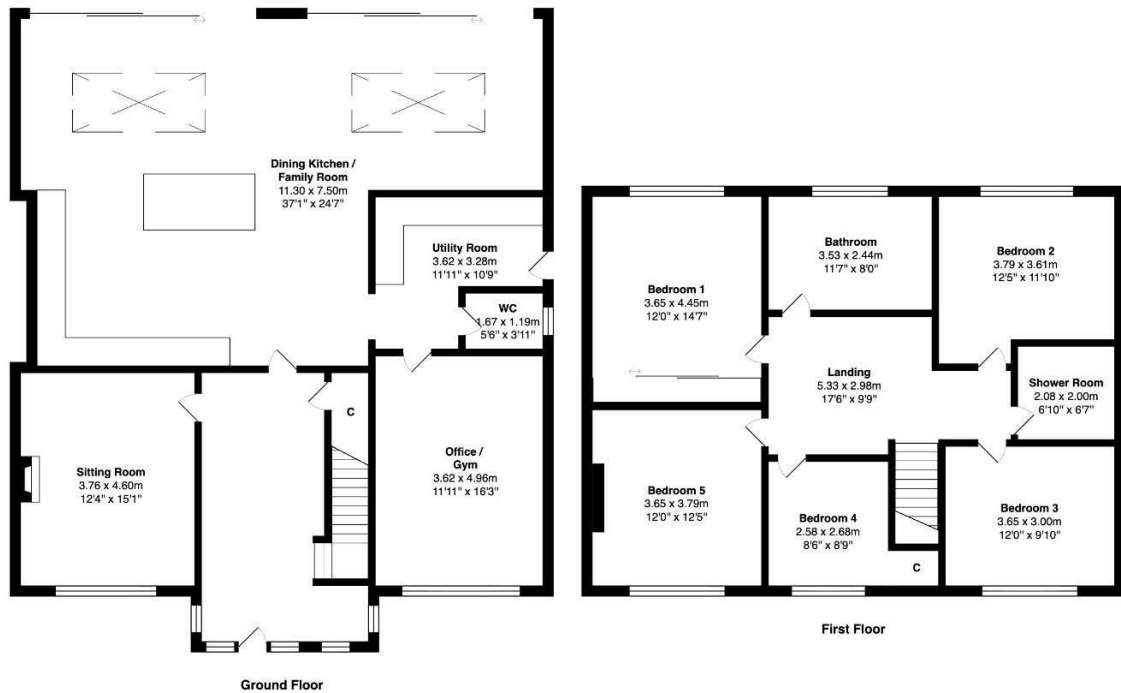 Dining Kitchen /
Family Room
11.30 x 7.50m
37'1" x 24'7"
Utility Room
3.62 x 3.28m
11'11" x 10'9"
WC
1.67 x 1.19m
5'6" x 3'11"
C
Sitting Room
3.76 x 4.60m
12'4" x 15'1"
Office /
Gym
3.62 x 4.96m
11'11" x 16'3"
Ground Floor
Bedroom 1
3.65 x 4.45m
12'0" x 14'7"
Bathroom
3.53 x 2.44m
11'7" x 8'0"
Bedroom 2
3.79 x 3.61m
12'5" x 11'10"
Landing
5.33 x 2.98m
17'6" x 9'9"
Shower Room
2.08 x 2.00m
6'10" x 6'7"
Bedroom 5
3.65 x 3.79m
12'0" x 12'5"
Bedroom 4
2.58 x 2.68m
8'6" x 8'9"
C
Bedroom 3
3.65 x 3.00m
12'0" x 9'10"
First Floor